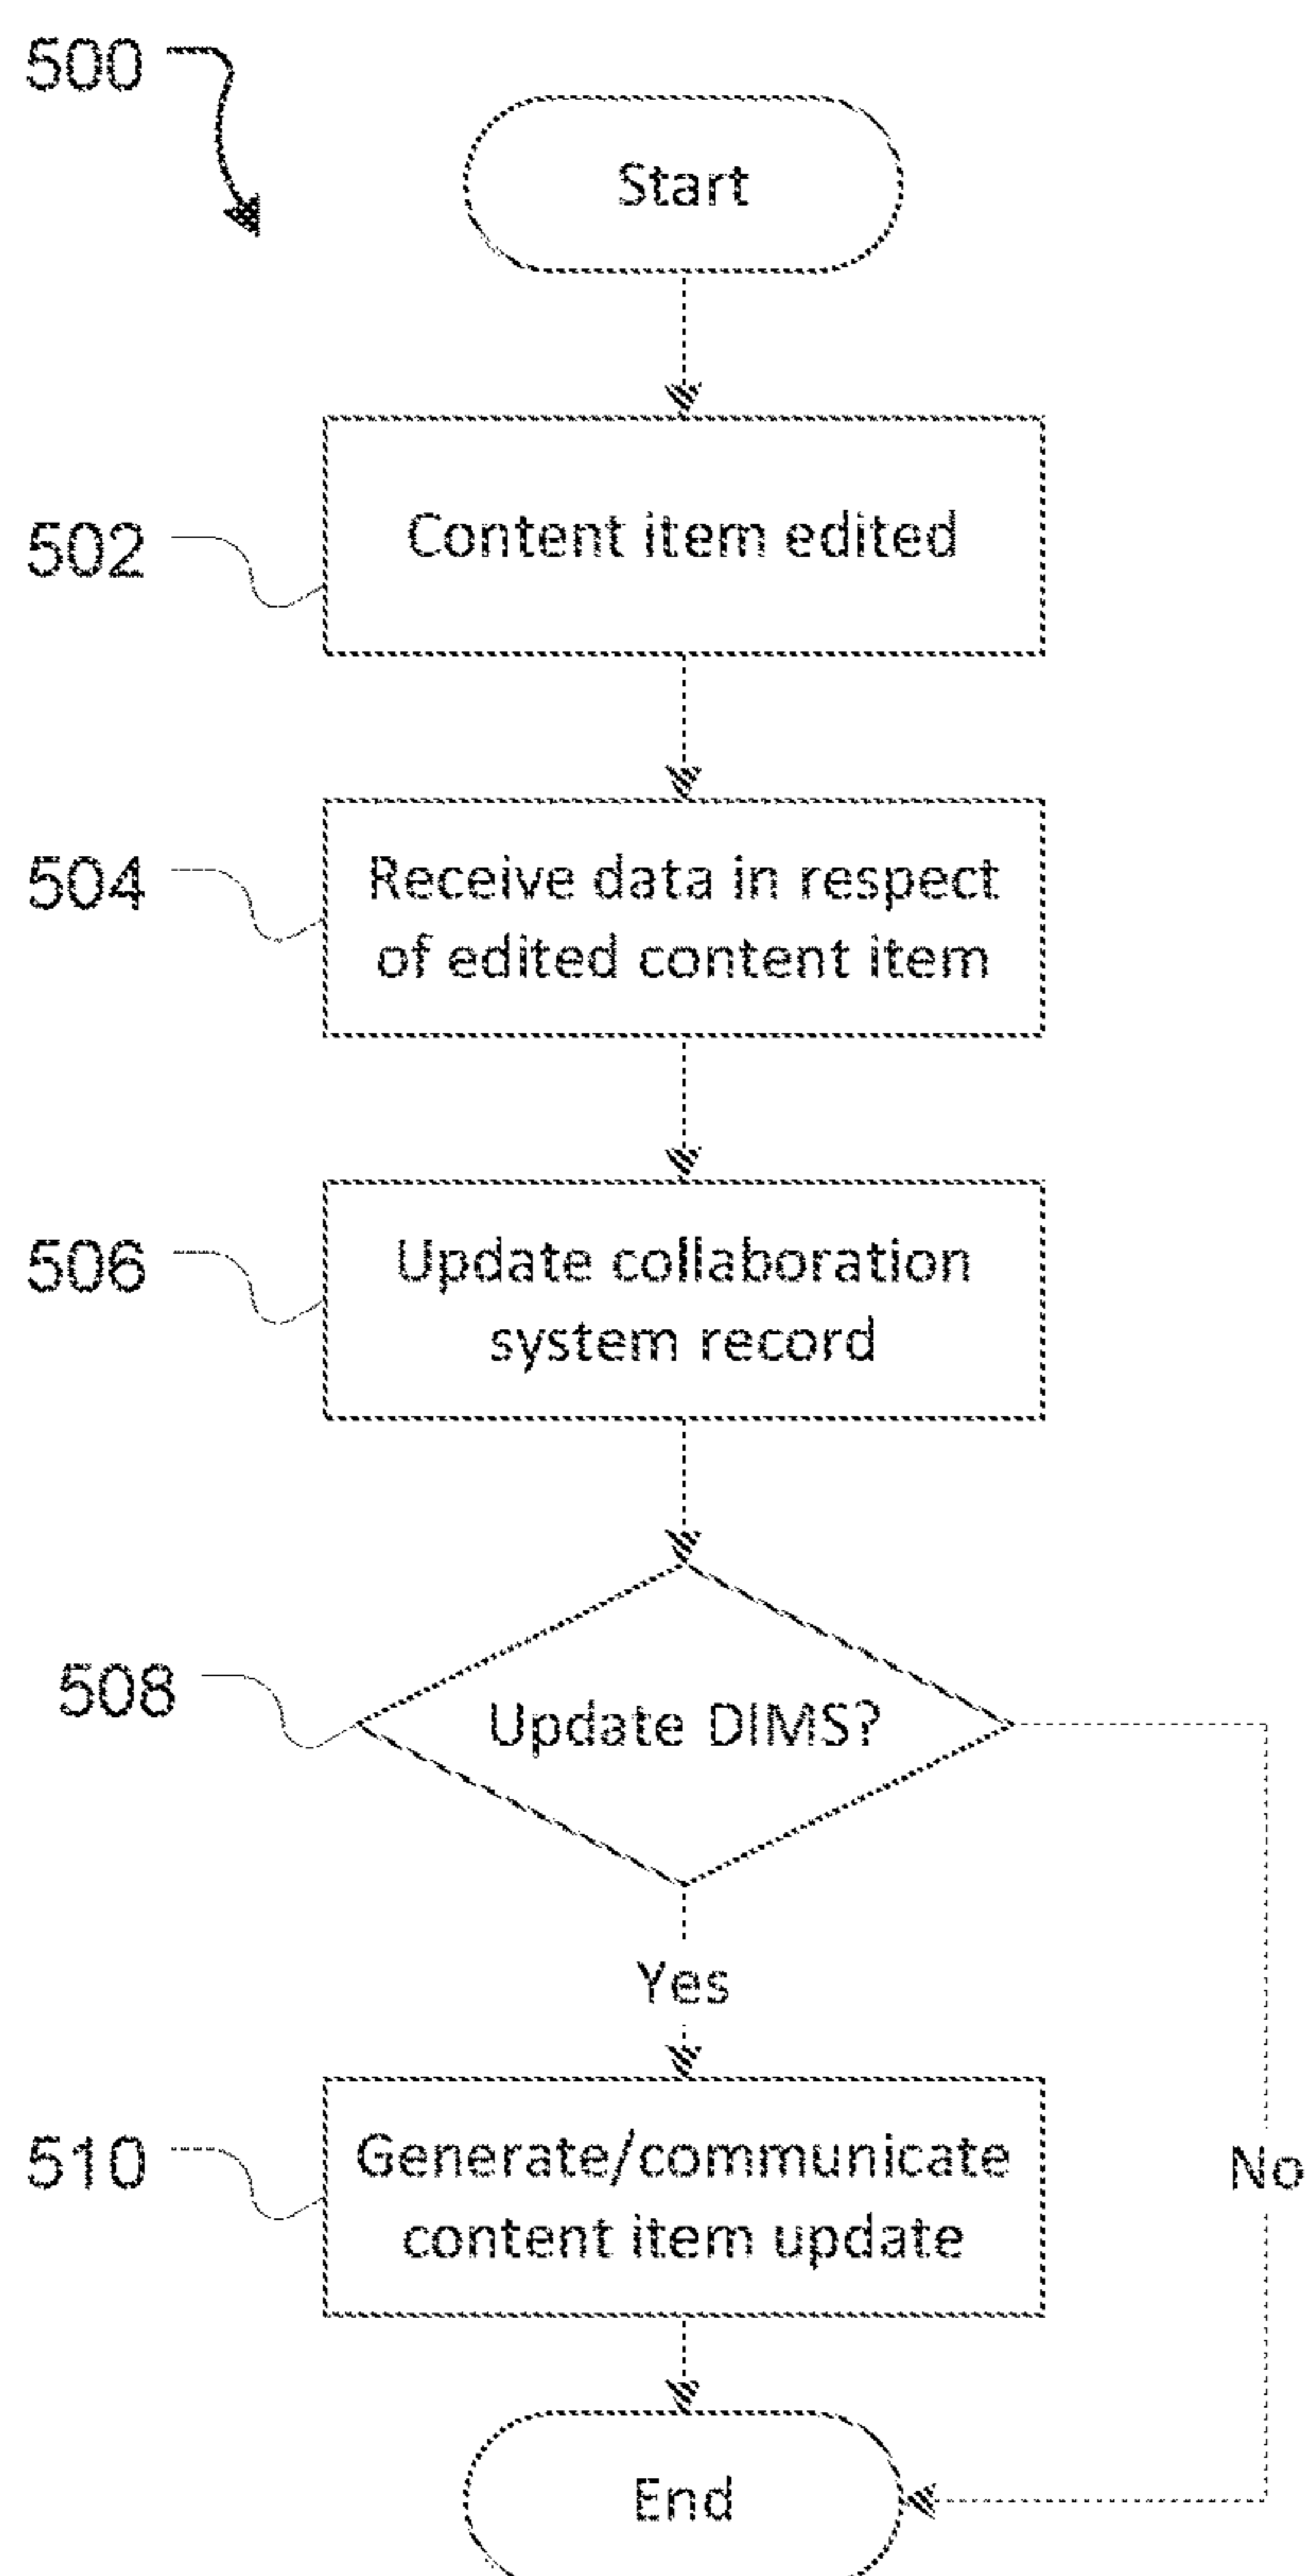 500
Start
502
Content item edited
504
Receive data in respect
of edited content item
506
Update collaboration
system record
508
Update DIMS?
Yes
510
Generate/communicate
content item update
No
End